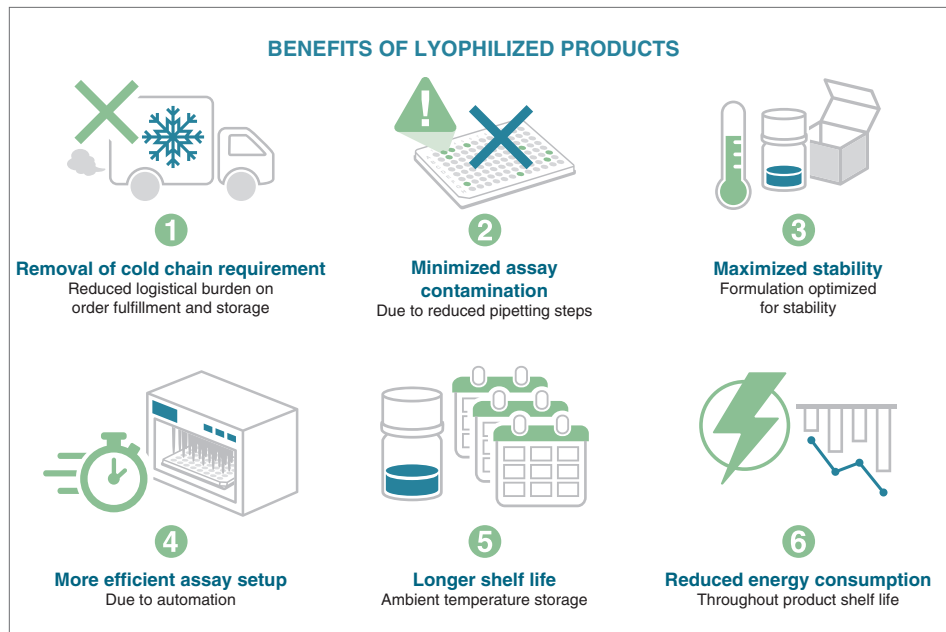 BENEFITS OF LYOPHILIZED PRODUCTS
1
Removal of cold chain requirement
Reduced logistical burden on
order fulfillment and storage
!
2
Minimized assay
contamination
Due to reduced pipetting steps
3
Maximized stability
Formulation optimized
for stability
4
More efficient assay setup
Due to automation
5
Longer shelf life
Ambient temperature storage
6
Reduced energy consumption
Throughout product shelf life